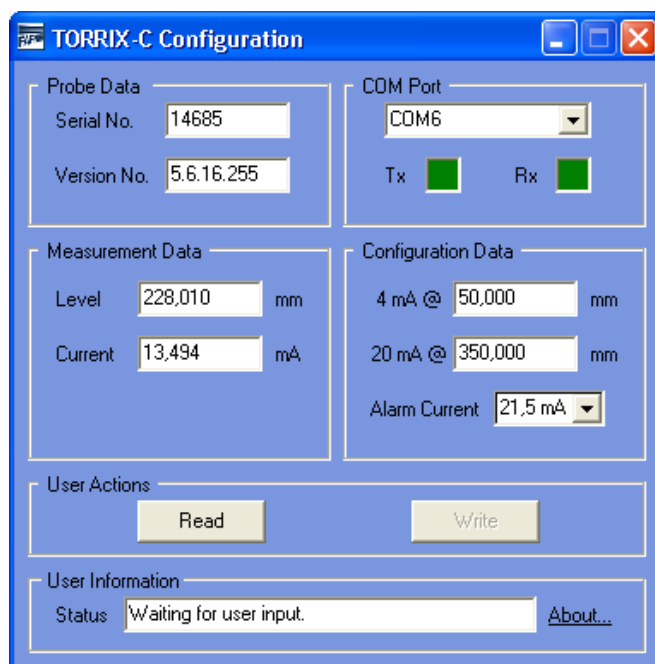 TORRIX-C Configuration
Probe Data
Serial No. 14685
Version No. 5.6.16.255
COM Port
COM6
Tx Rx
Measurement Data
Level 228,010 mm
Current 13,494 mA
Configuration Data
4 mA @ 50,000 mm
20 mA @ 350,000 mm
Alarm Current 21,5 mA
User Actions
Read Write
User Information
Status Waiting for user input. About...